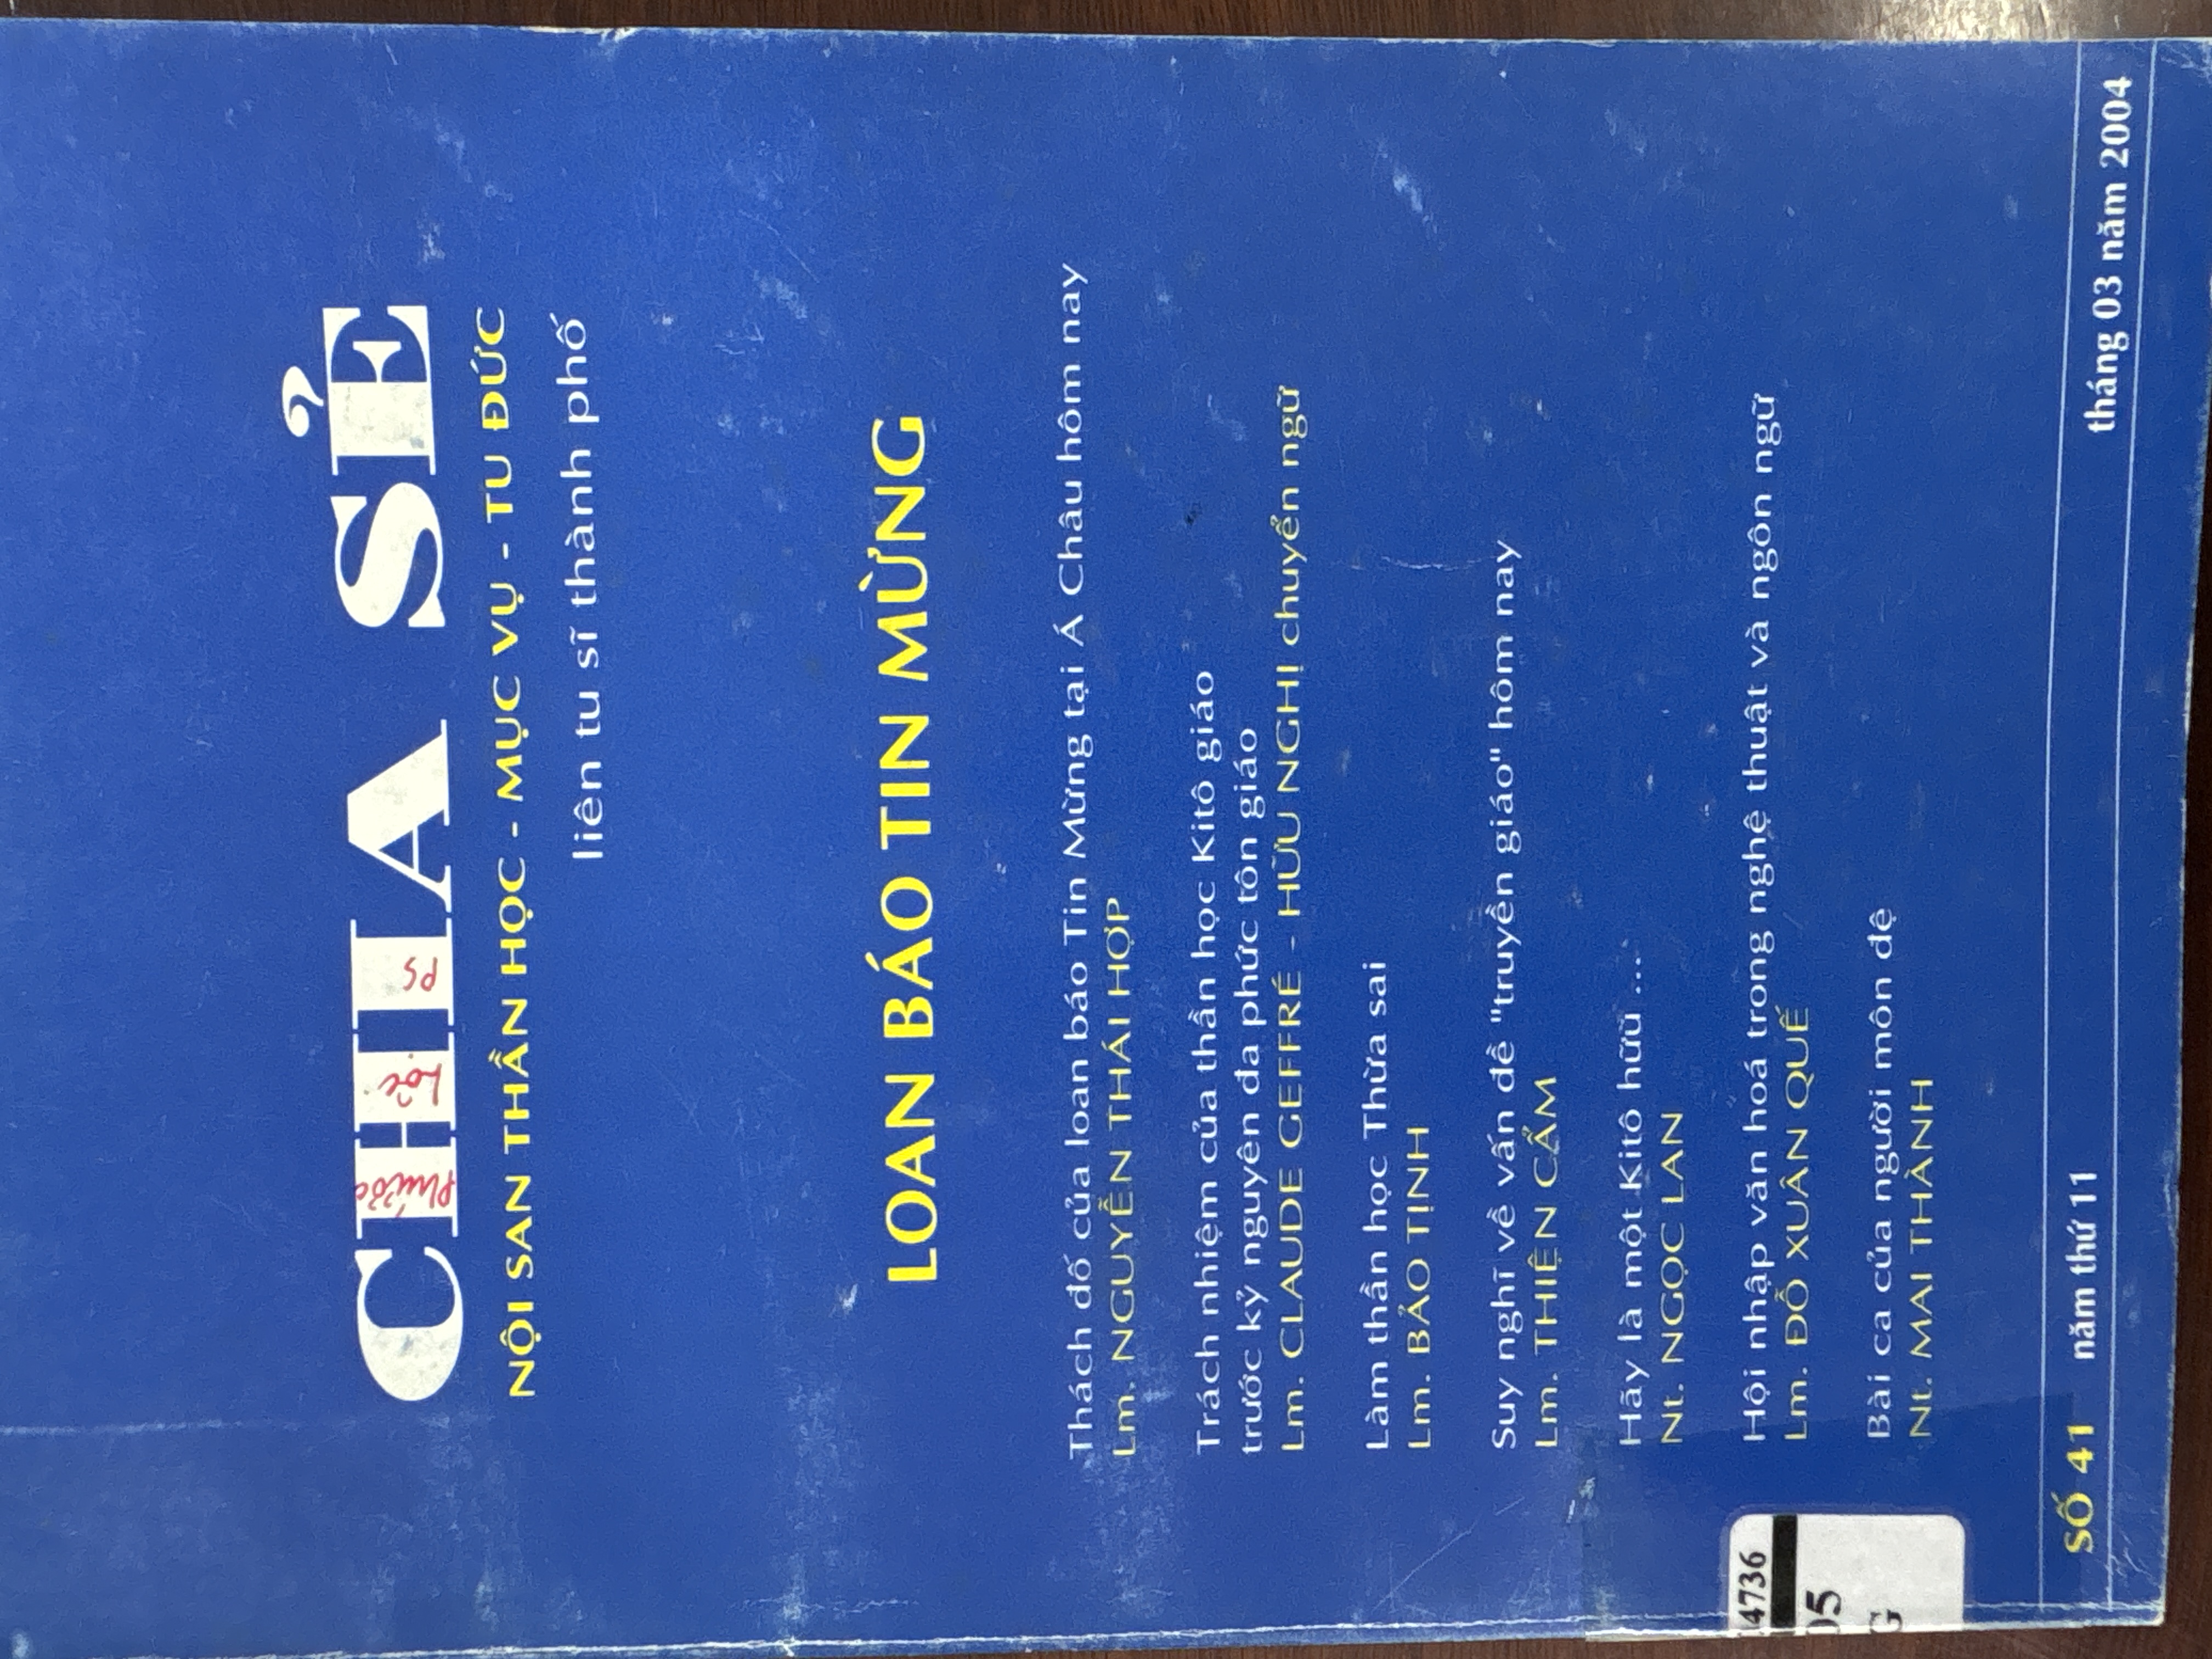 CHIA SẺ
Phước Lộc PS
NỘI SAN THẦN HỌC - MỤC VỤ - TU ĐỨC
liên tu sĩ thành phố
LOAN BÁO TIN MỪNG
Thách đố của loan báo Tin Mừng tại Á Châu hôm nay
Lm. NGUYỄN THÁI HỢP
Trách nhiệm của thần học Kitô giáo
trước kỷ nguyên đa phức tôn giáo
Lm. CLAUDE GEFFRÉ - HỮU NGHỊ chuyển ngữ
Làm thần học Thừa sai
Lm. BẢO TỊNH
Suy nghĩ về vấn đề "truyền giáo" hôm nay
Lm. THIỆN CẨM
Hãy là một Kitô hữu ....
Nt. NGỌC LAN
Hội nhập văn hoá trong nghệ thuật và ngôn ngữ
Lm. ĐỖ XUÂN QUẾ
Bài ca của người môn đệ
Nt. MAI THÀNH
4736
05
SỐ 41 năm thứ 11 tháng 03 năm 2004